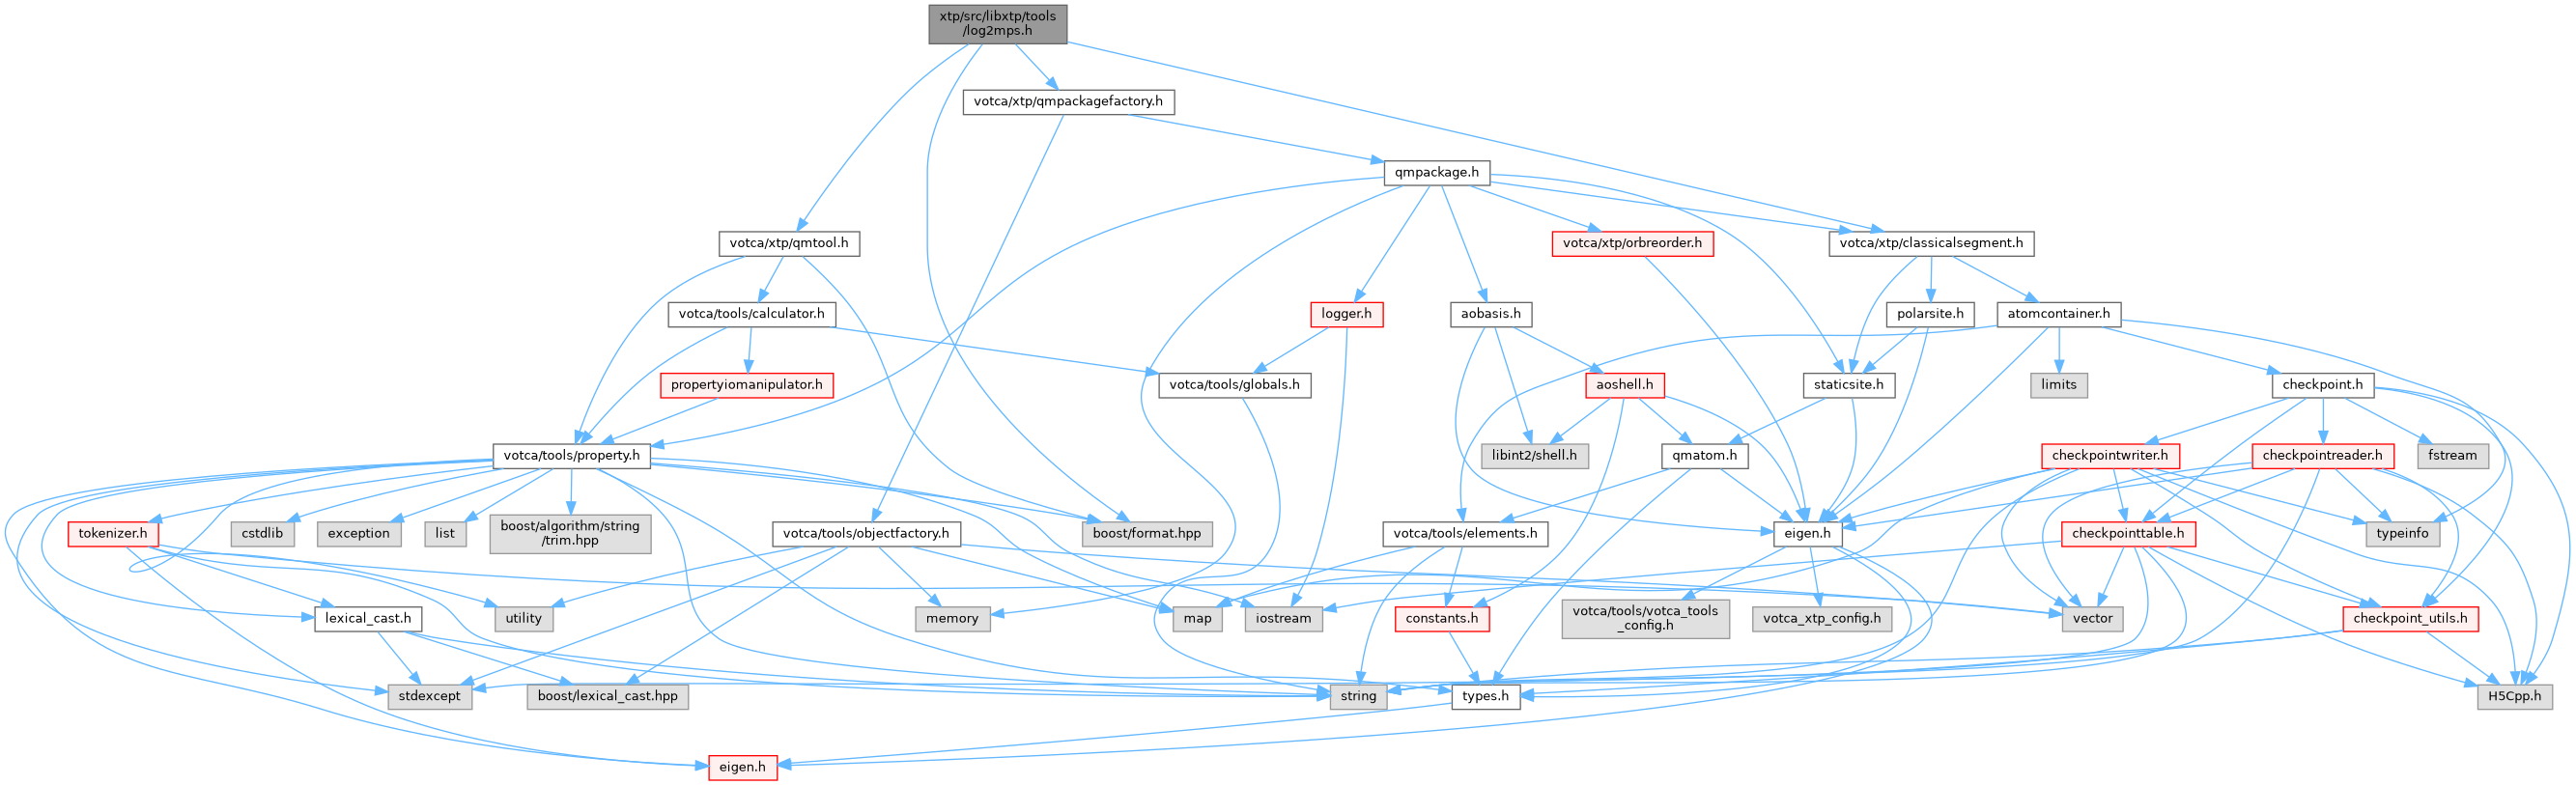 xtp/src/libxtp/tools
/log2mps.h
votca/xtp/qmpackagefactory.h
qmpackage.h
votca/xtp/qmtool.h
votca/xtp/orbreorder.h
votca/xtp/classicalsegment.h
votca/tools/calculator.h
logger.h
aobasis.h
polarsite.h
atomcontainer.h
propertyiomanipulator.h
votca/tools/globals.h
aoshell.h
staticsite.h
limits
checkpoint.h
votca/tools/property.h
libint2/shell.h
qmatom.h
checkpointwriter.h
checkpointreader.h
fstream
tokenizer.h
cstdlib
exception
list
boost/algorithm/string
/trim.hpp
votca/tools/objectfactory.h
boost/format.hpp
votca/tools/elements.h
eigen.h
checkpointtable.h
typeinfo
lexical_cast.h
utility
memory
map
iostream
constants.h
votca/tools/votca_tools
_config.h
votca_xtp_config.h
vector
checkpoint_utils.h
stdexcept
boost/lexical_cast.hpp
string
types.h
H5Cpp.h
eigen.h